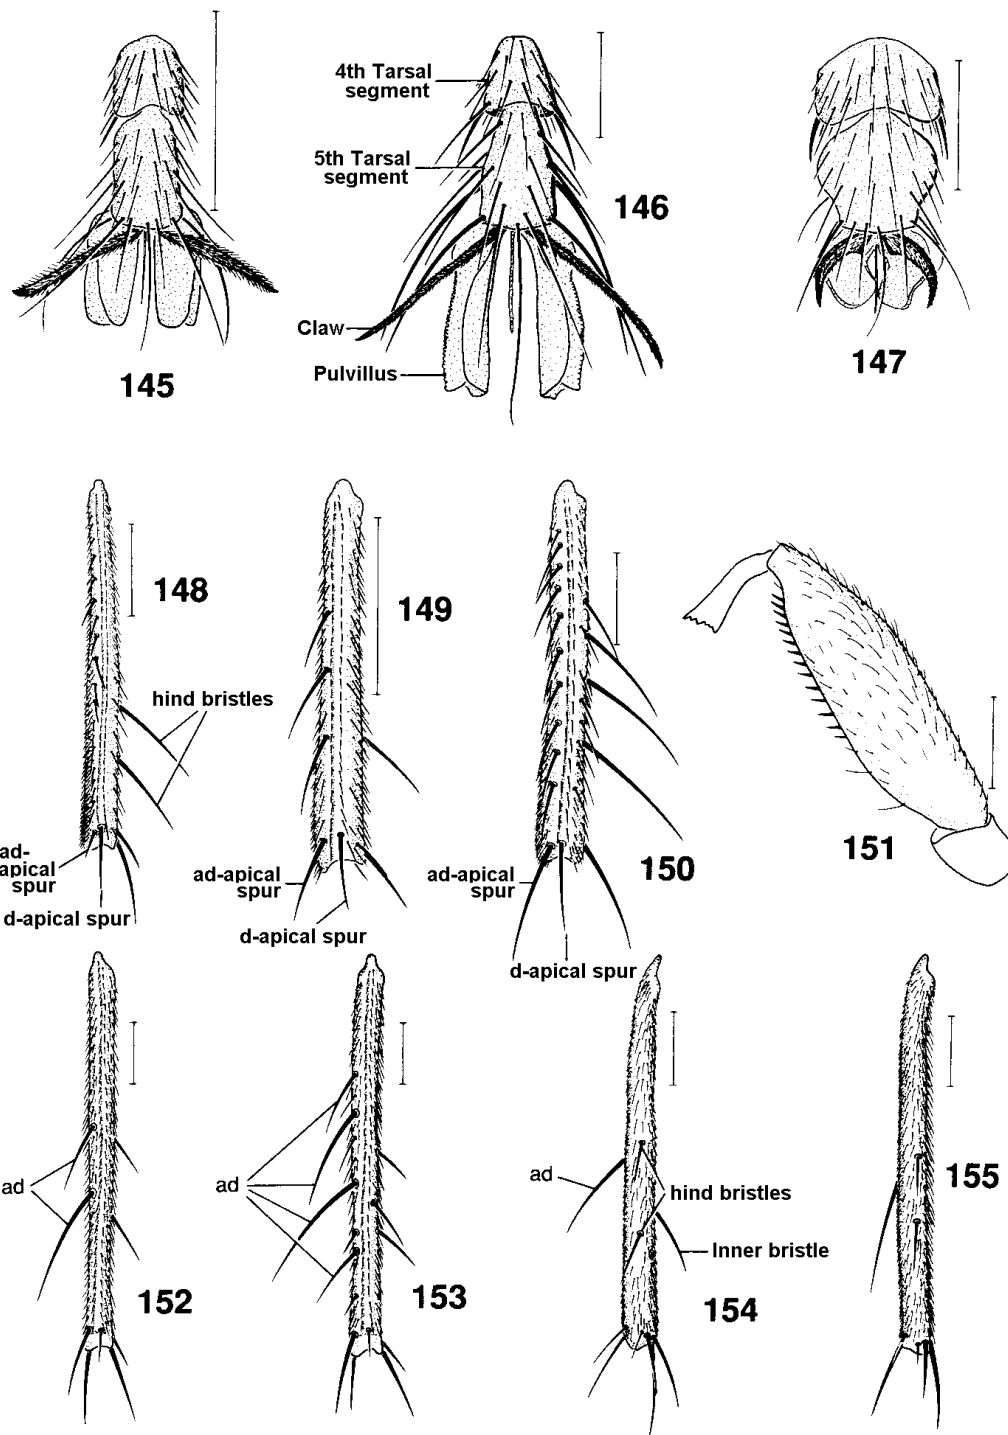 4th Tarsal
segment
5th Tarsal
segment
146
Claw
Pulvillus
145
147
148
149
hind bristles
150
151
ad-
apical
spur
d-apical spur
ad-apical
spur
d-apical spur
ad-apical
spur
d-apical spur
ad
152
ad
153
ad
hind bristles
Inner bristle
154
155